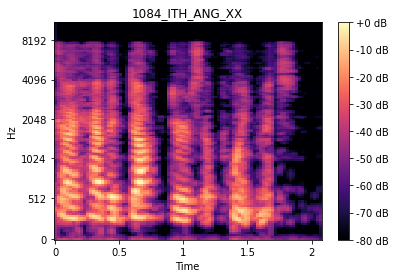 1084_ITH_ANG_XX
8192
4096
2048
1024
512
0
Hz
0
0.5
1
1.5
2
Time
+0 dB
-10 dB
-20 dB
-30 dB
-40 dB
-50 dB
-60 dB
-70 dB
-80 dB